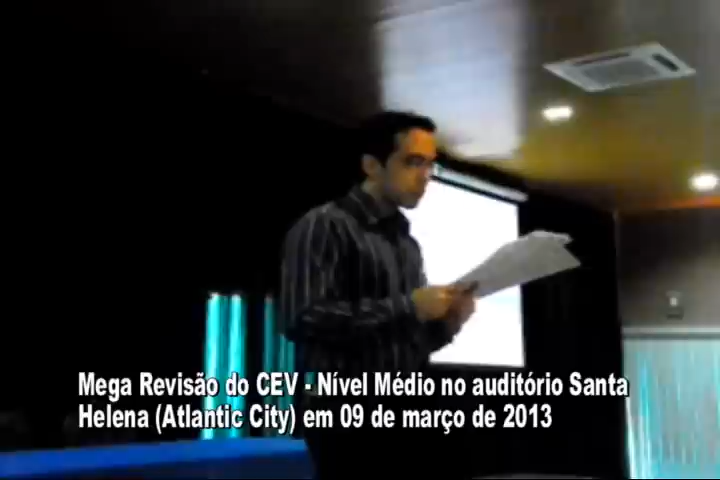 Mega Revisão do CEV - Nível Médio no auditório Santa
Helena (Atlantic City) em 09 de março de 2013